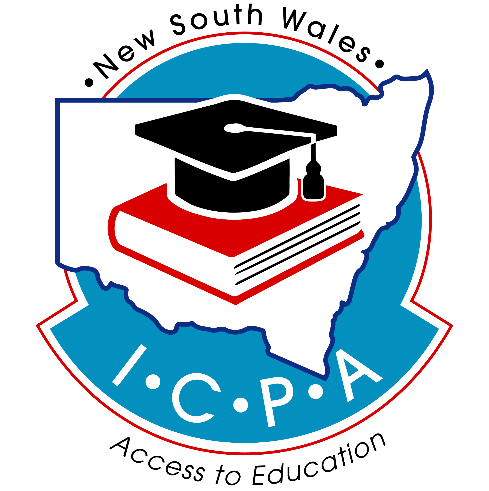 •New South Wales•
I•C•P•A
Access to Education